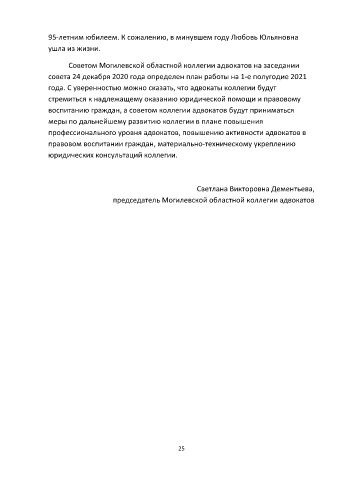 95-летним юбилеем. К сожалению, в минувшем году Любовь Юльяновна
ушла из жизни.
Советом Могилевской областной коллегии адвокатов на заседании
совета 24 декабря 2020 года определен план работы на 1-е полугодие 2021
года. С уверенностью можно сказать, что адвокаты коллегии будут
стремиться к надлежащему оказанию юридической помощи и правовому
воспитанию граждан, а советом коллегии адвокатов будут приниматься
меры по дальнейшему развитию коллегии в плане повышения
профессионального уровня адвокатов, повышению активности адвокатов в
правовом воспитании граждан, материально-техническому укреплению
юридических консультаций коллегии.
Светлана Викторовна Дементьева,
председатель Могилевской областной коллегии адвокатов
25